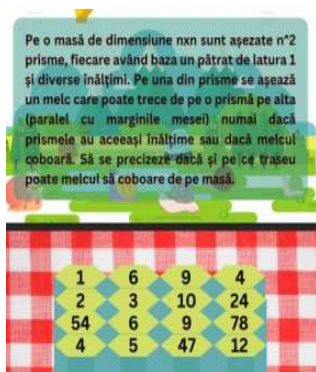 Pe o masă de dimensiune nxn sunt așezate n^2
prisme, fiecare având baza un pătrat de latura 1
și diverse înălțimi. Pe una din prisme se așează
un melc care poate trece de pe o prismă pe alta
(paralel cu marginile mesei) numai dacă
prismele au aceeași înălțime sau dacă melcul
coboară. Să se precizeze dacă și pe ce traseu
poate melcul să coboare de pe masă.
1 6 9 4
2 3 10 24
54 6 9 78
4 5 47 12